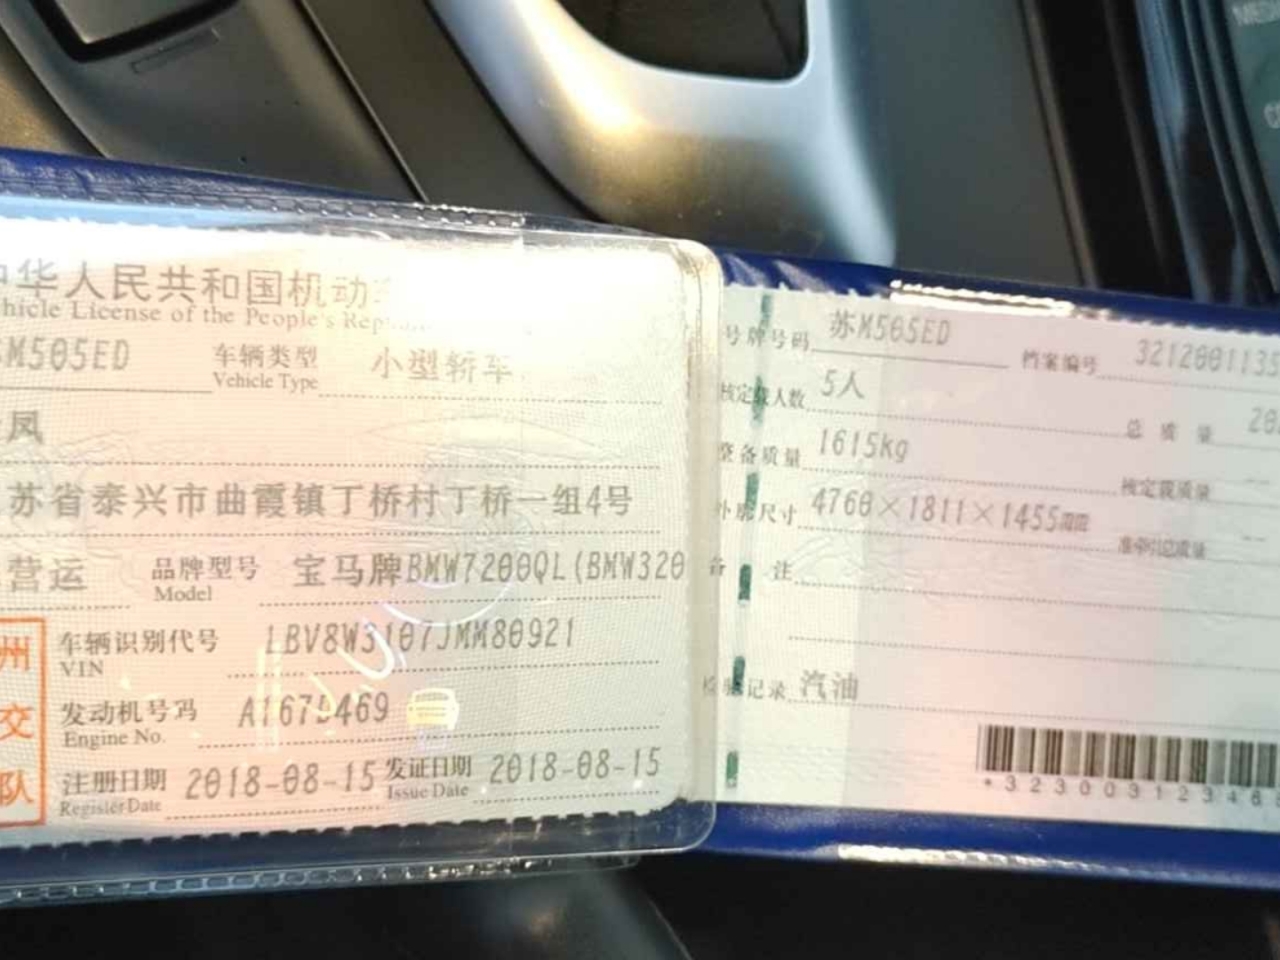 华人民共和国机动
hicle License of the People's Rep
M505ED 车辆类型 小型轿车
Vehicle Type
凤
苏省泰兴市曲霞镇丁桥村丁桥一组4号
营运 品牌型号 宝马牌BMW7200QL(BMW320
Model
州
交
队
车辆识别代号 LBV8W3107JMM80921
VIN
发动机号码 A167D469
Engine No.
注册日期 2018-08-15 发证日期 2018-08-15
Register Date Issue Date
号牌号码 苏M505ED 档案编号 3212001135
核定载人数 5人 总质量 20
整备质量 1615kg 核定载质量 --
外廓尺寸 4760×1811×1455mm 准牵引总质量 --
备注
检验记录 汽油
*3230031234